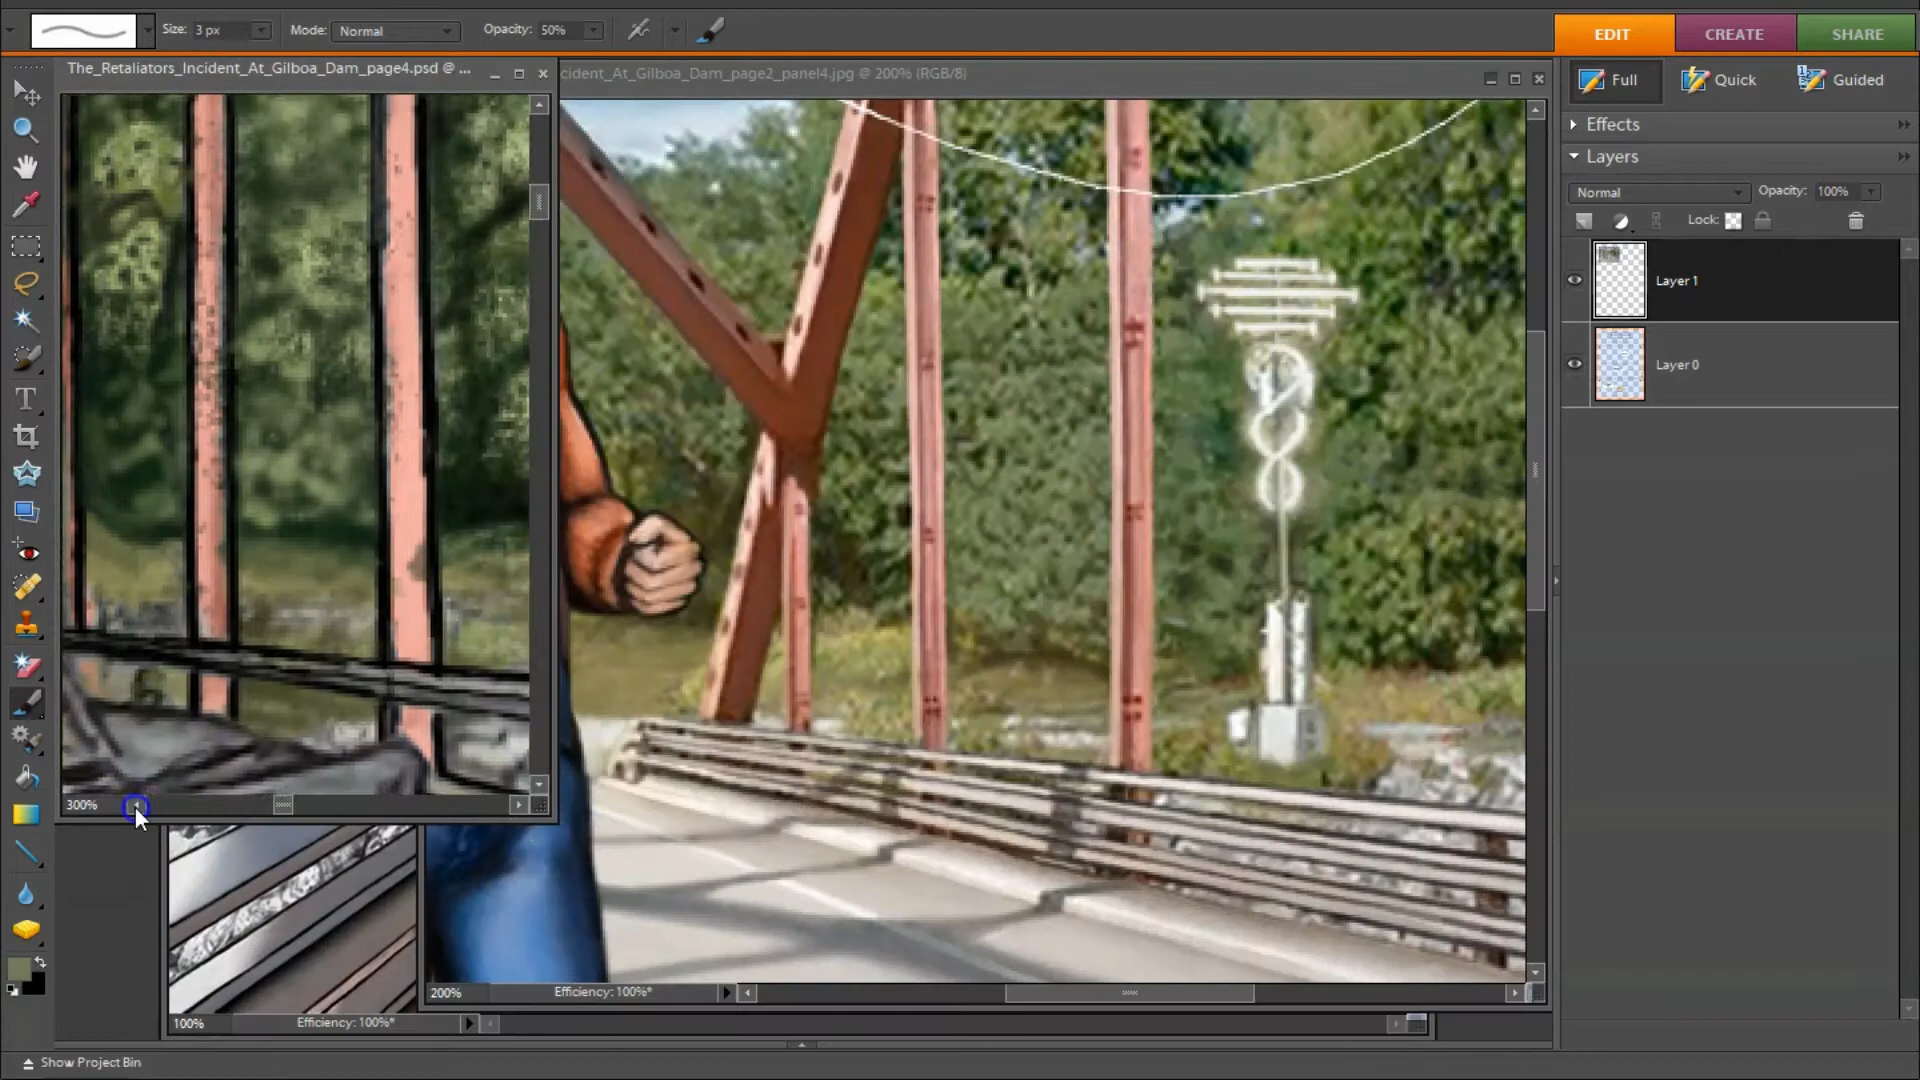 Size: 3 px Mode: Normal Opacity: 50%
EDIT CREATE SHARE
The_Retaliators_Incident_At_Gilboa_Dam_page4.psd @ ...
cident_At_Gilboa_Dam_page2_panel4.jpg @ 200% (RGB/8)
Full Quick Guided
Effects
Layers
Normal Opacity: 100%
Lock:
Layer 1
Layer 0
300%
200% Efficiency: 100%*
100% Efficiency: 100%*
Show Project Bin